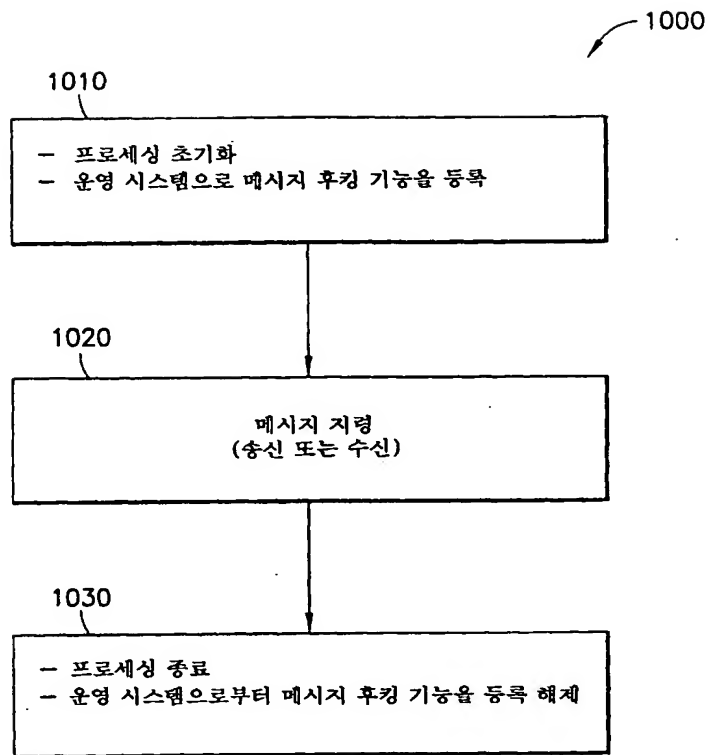 1000
1010
— 프로세싱 초기화
— 운영 시스템으로 메시지 후킹 기능을 등록
1020
메시지 지령
(송신 또는 수신)
1030
— 프로세싱 종료
— 운영 시스템으로부터 메시지 후킹 기능을 등록 해제